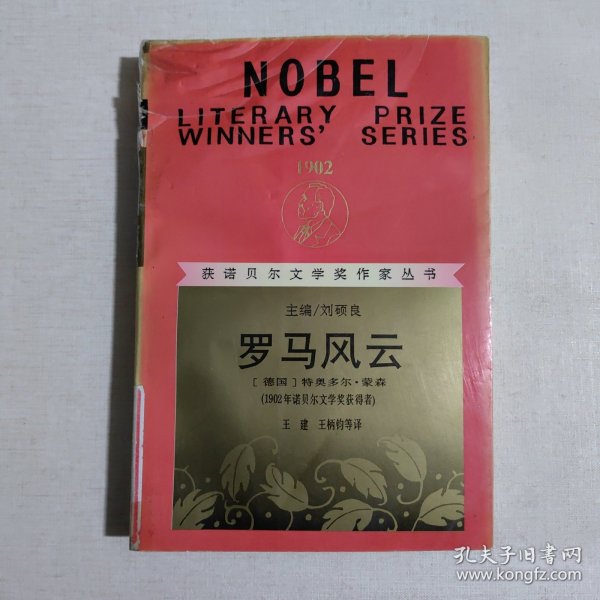 NOBEL
LITERARY PRIZE
WINNERS' SERIES
1902
获诺贝尔文学奖作家丛书
主编/刘硕良
罗马风云
[德国]特奥多尔·蒙森
(1902年诺贝尔文学奖获得者)
王 建 王柄钧等译
孔夫子旧书网
www.kongfz.com